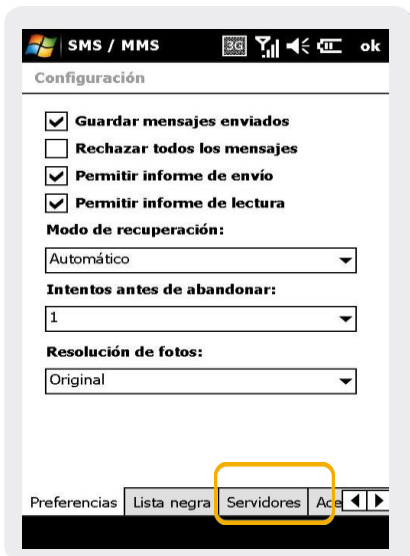 SMS / MMS 3G ok
Configuración
Guardar mensajes enviados
Rechazar todos los mensajes
Permitir informe de envío
Permitir informe de lectura
Modo de recuperación:
Automático
Intentos antes de abandonar:
1
Resolución de fotos:
Original
Preferencias Lista negra Servidores